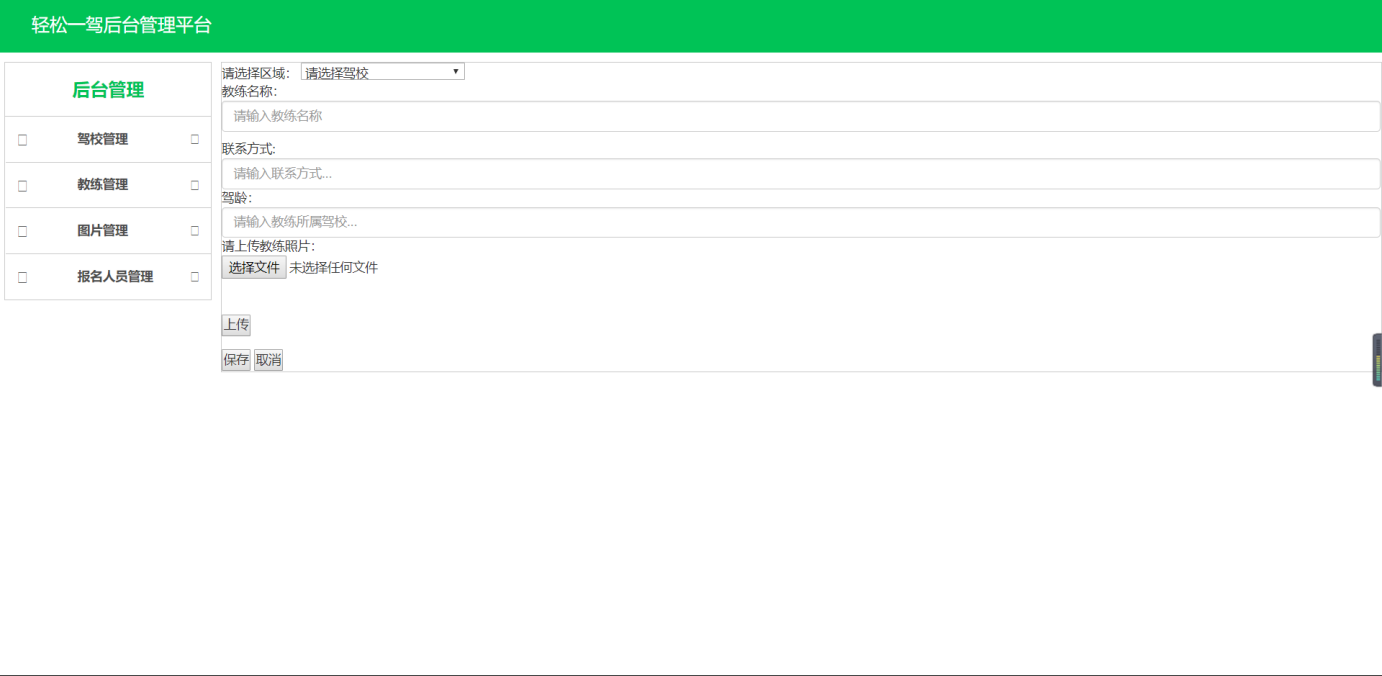 轻松一驾后台管理平台
后台管理
驾校管理
教练管理
图片管理
报名人员管理
请选择区域： 请选择驾校
教练名称：
请输入教练名称
联系方式:
请输入联系方式...
驾龄：
请输入教练所属驾校...
请上传教练照片：
选择文件 未选择任何文件
上传
保存 取消